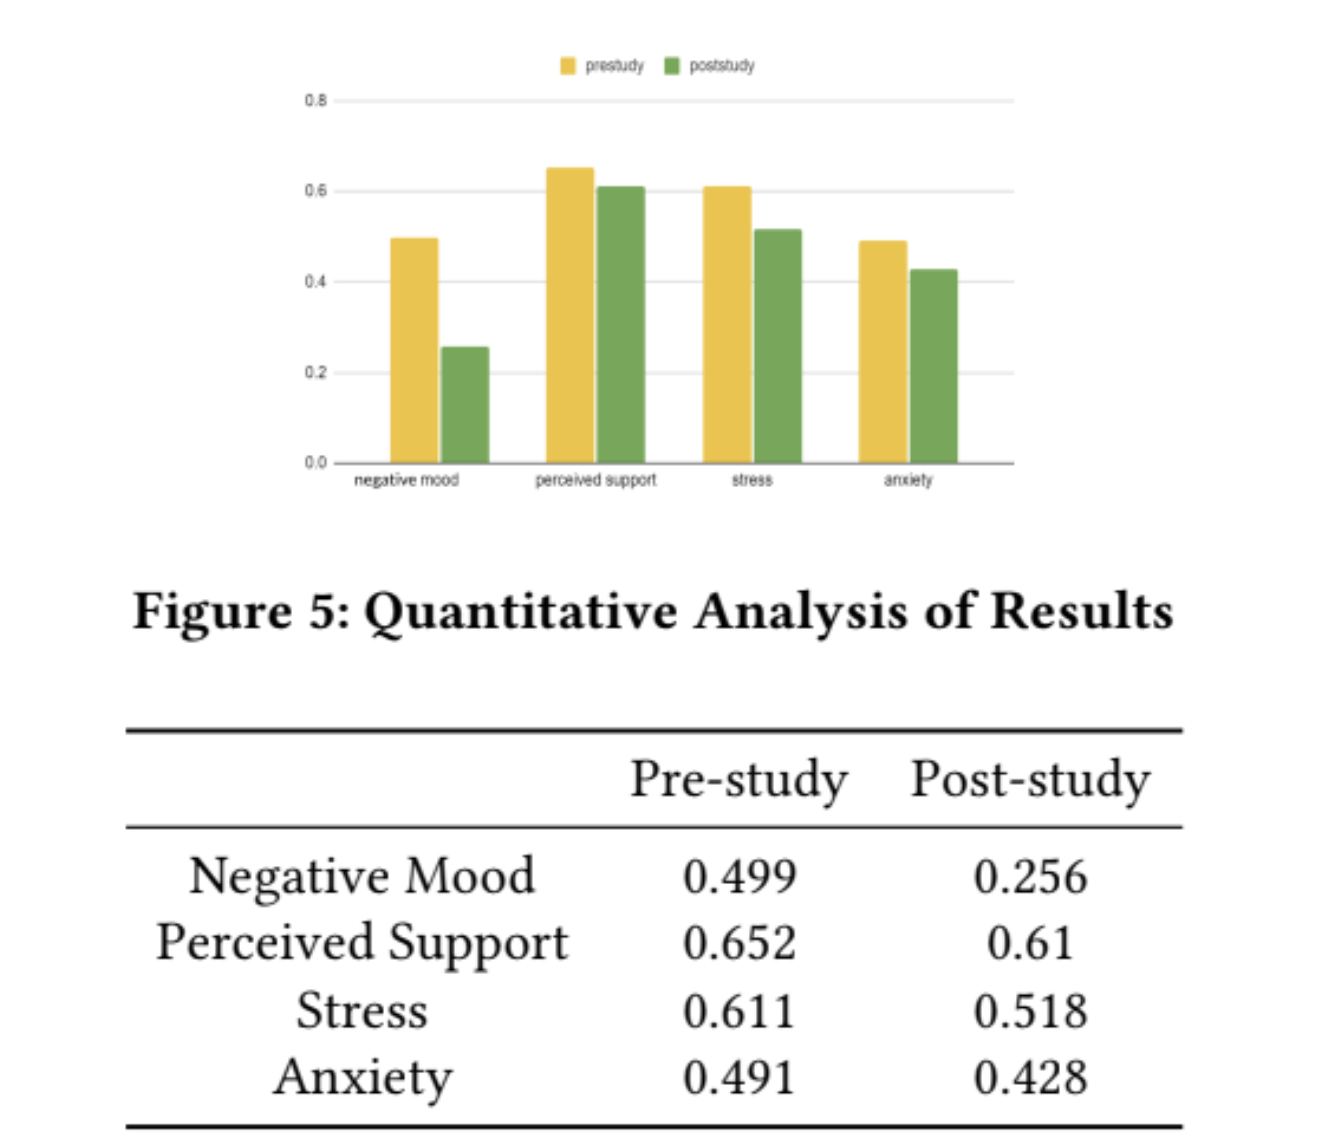 prestudy poststudy
0.8
0.6
0.4
0.2
0.0
negative mood perceived support stress anxiety
Figure 5: Quantitative Analysis of Results
Pre-study Post-study
Negative Mood 0.499 0.256
Perceived Support 0.652 0.61
Stress 0.611 0.518
Anxiety 0.491 0.428